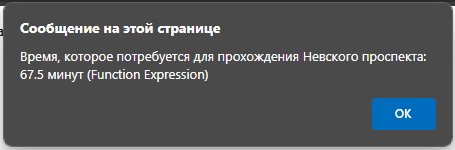 Сообщение на этой странице
Время, которое потребуется для прохождения Невского проспекта:
67.5 минут (Function Expression)
OK